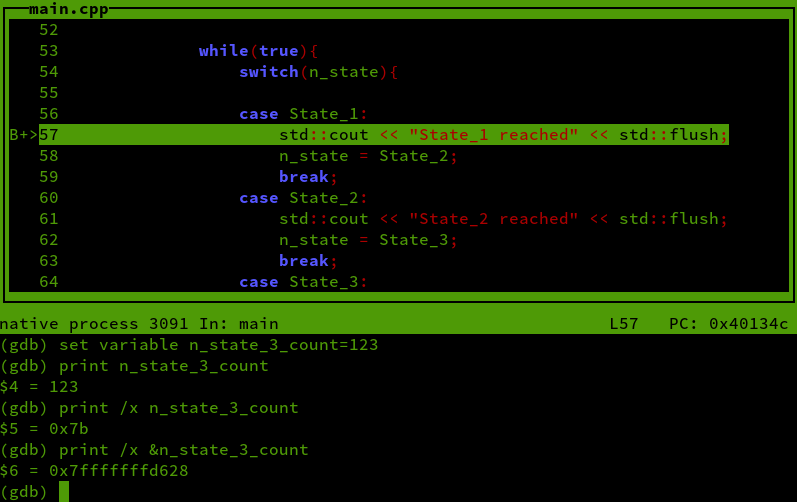 main.cpp
52
53 while(true){
54 switch(n_state){
55
56 case State_1:
B+>57 std::cout << "State_1 reached" << std::flush;
58 n_state = State_2;
59 break;
60 case State_2:
61 std::cout << "State_2 reached" << std::flush;
62 n_state = State_3;
63 break;
64 case State_3:
native process 3091 In: main L57 PC: 0x40134c
(gdb) set variable n_state_3_count=123
(gdb) print n_state_3_count
$4 = 123
(gdb) print /x n_state_3_count
$5 = 0x7b
(gdb) print /x &n_state_3_count
$6 = 0x7fffffffd628
(gdb)